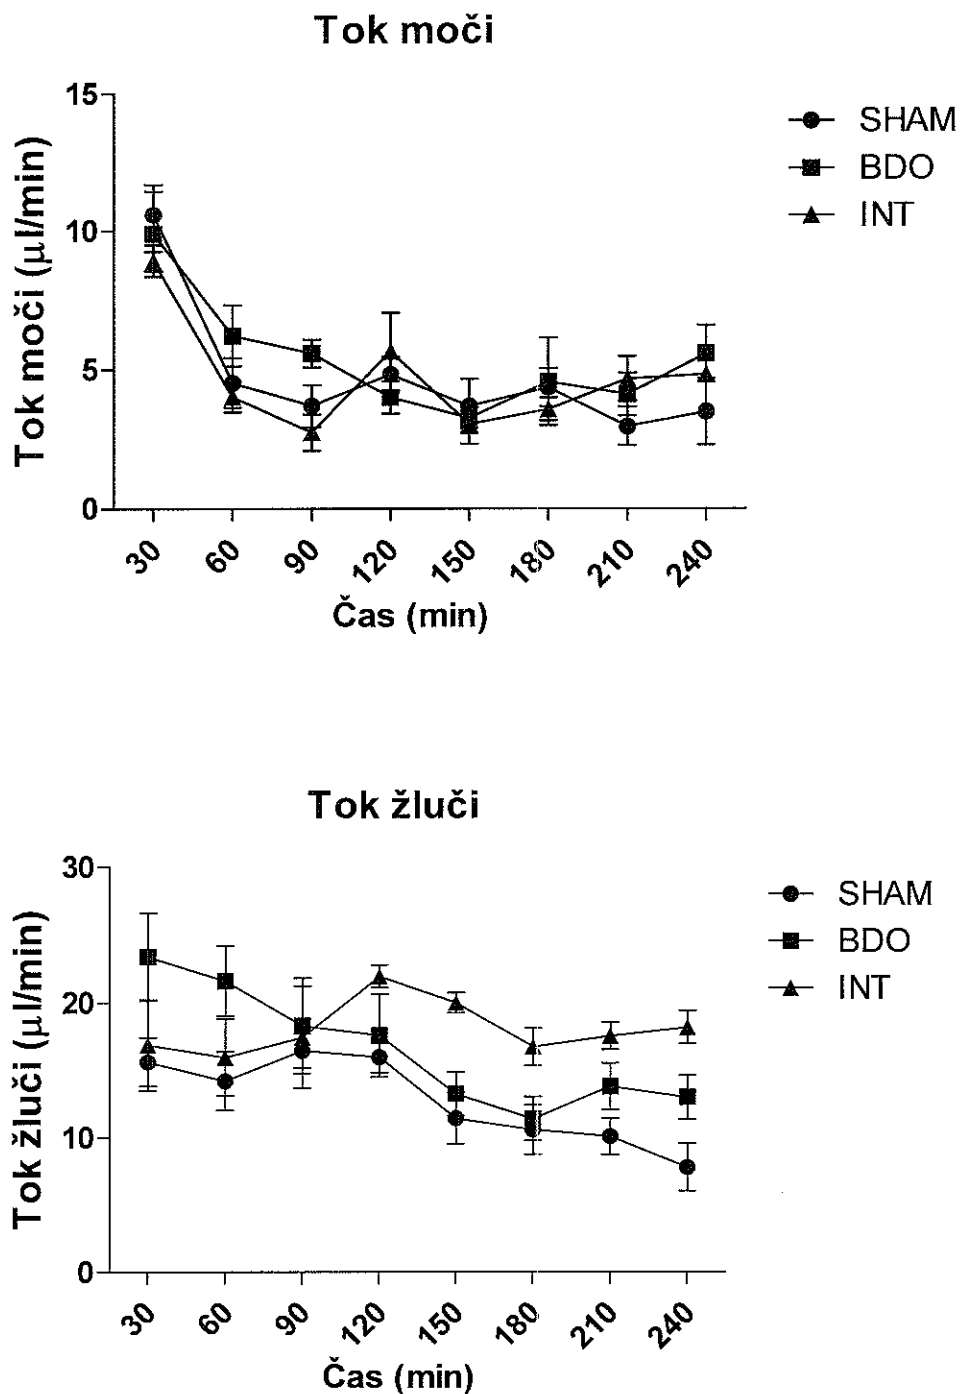 Tok moči
Tok moči (µl/min)
15
10
5
0
30
60
90
120
150
180
210
240
Čas (min)
SHAM
BDO
INT
Tok žluči
Tok žluči (µl/min)
30
20
10
0
30
60
90
120
150
180
210
240
Čas (min)
SHAM
BDO
INT